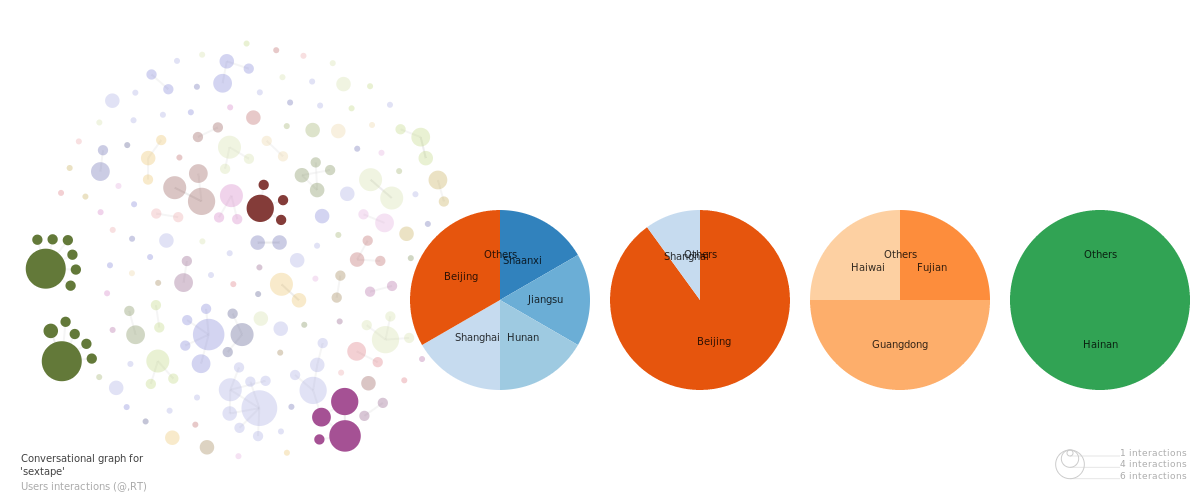 Others
Shaanxi
Beijing
Jiangsu
Shanghai
Hunan
Others
Shanghai
Beijing
Others
Haiwai
Fujian
Guangdong
Others
Hainan
Conversational graph for
'sextape'
Users interactions (@,RT)
1 interactions
4 interactions
6 interactions